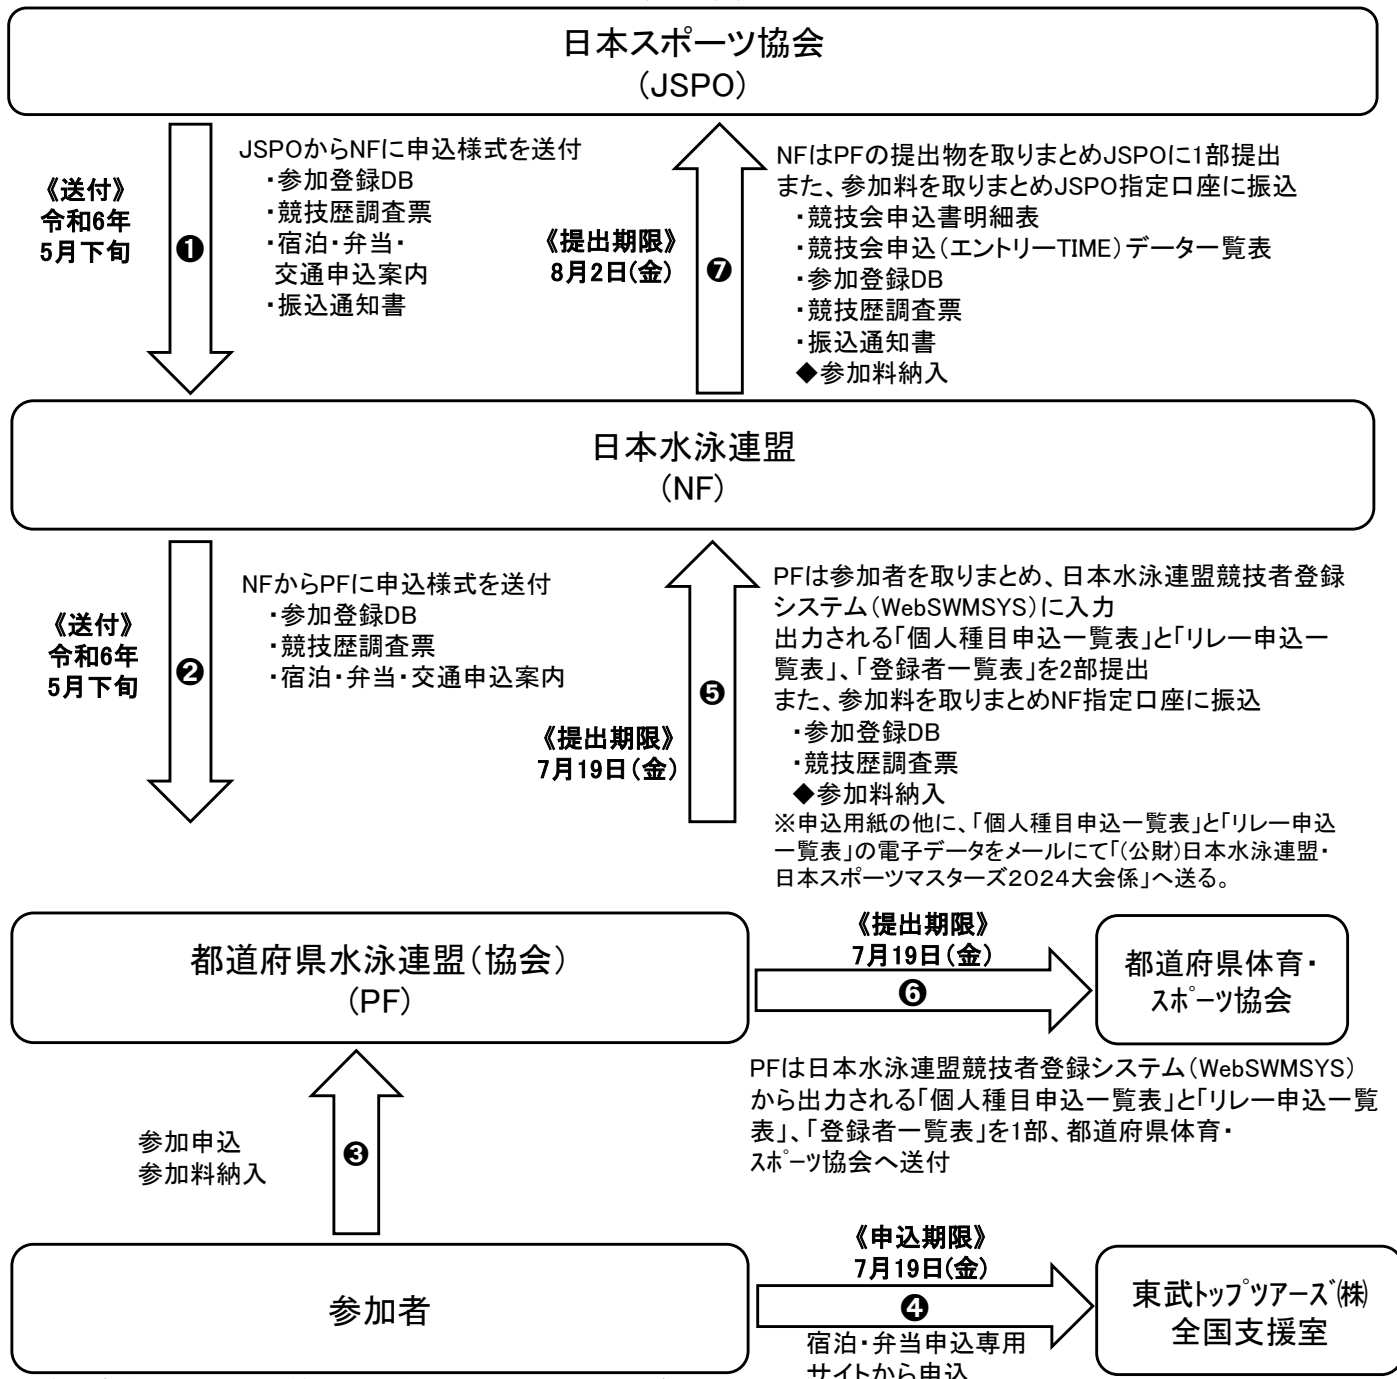 日本スポーツ協会
(JSPO)
《送付》
令和6年
5月下旬
❶
JSPOからNFに申込様式を送付
・参加登録DB
・競技歴調査票
・宿泊・弁当・
交通申込案内
・振込通知書
《提出期限》
8月2日(金)
❼
NFはPFの提出物を取りまとめJSPOに1部提出
また、参加料を取りまとめJSPO指定口座に振込
・競技会申込書明細表
・競技会申込(エントリーTIME)データ一覧表
・参加登録DB
・競技歴調査票
・振込通知書
◆参加料納入
日本水泳連盟
(NF)
《送付》
令和6年
5月下旬
❷
NFからPFに申込様式を送付
・参加登録DB
・競技歴調査票
・宿泊・弁当・交通申込案内
《提出期限》
7月19日(金)
❺
PFは参加者を取りまとめ、日本水泳連盟競技者登録
システム(WebSWMSYS)に入力
出力される「個人種目申込一覧表」と「リレー申込一
覧表」、「登録者一覧表」を2部提出
また、参加料を取りまとめNF指定口座に振込
・参加登録DB
・競技歴調査票
◆参加料納入
※申込用紙の他に、「個人種目申込一覧表」と「リレー申込
一覧表」の電子データをメールにて「(公財)日本水泳連盟・
日本スポーツマスターズ2024大会係」へ送る。
都道府県水泳連盟(協会)
(PF)
《提出期限》
7月19日(金)
❻
都道府県体育・
ｽﾎﾟｰﾂ協会
PFは日本水泳連盟競技者登録システム(WebSWMSYS)
から出力される「個人種目申込一覧表」と「リレー申込一覧
表」、「登録者一覧表」を1部、都道府県体育・
ｽﾎﾟｰﾂ協会へ送付
参加申込
参加料納入
❸
参加者
《申込期限》
7月19日(金)
❹
宿泊・弁当申込専用
サイトから申込
東武ﾄｯﾌﾟﾂｱｰｽﾞ㈱
全国支援室